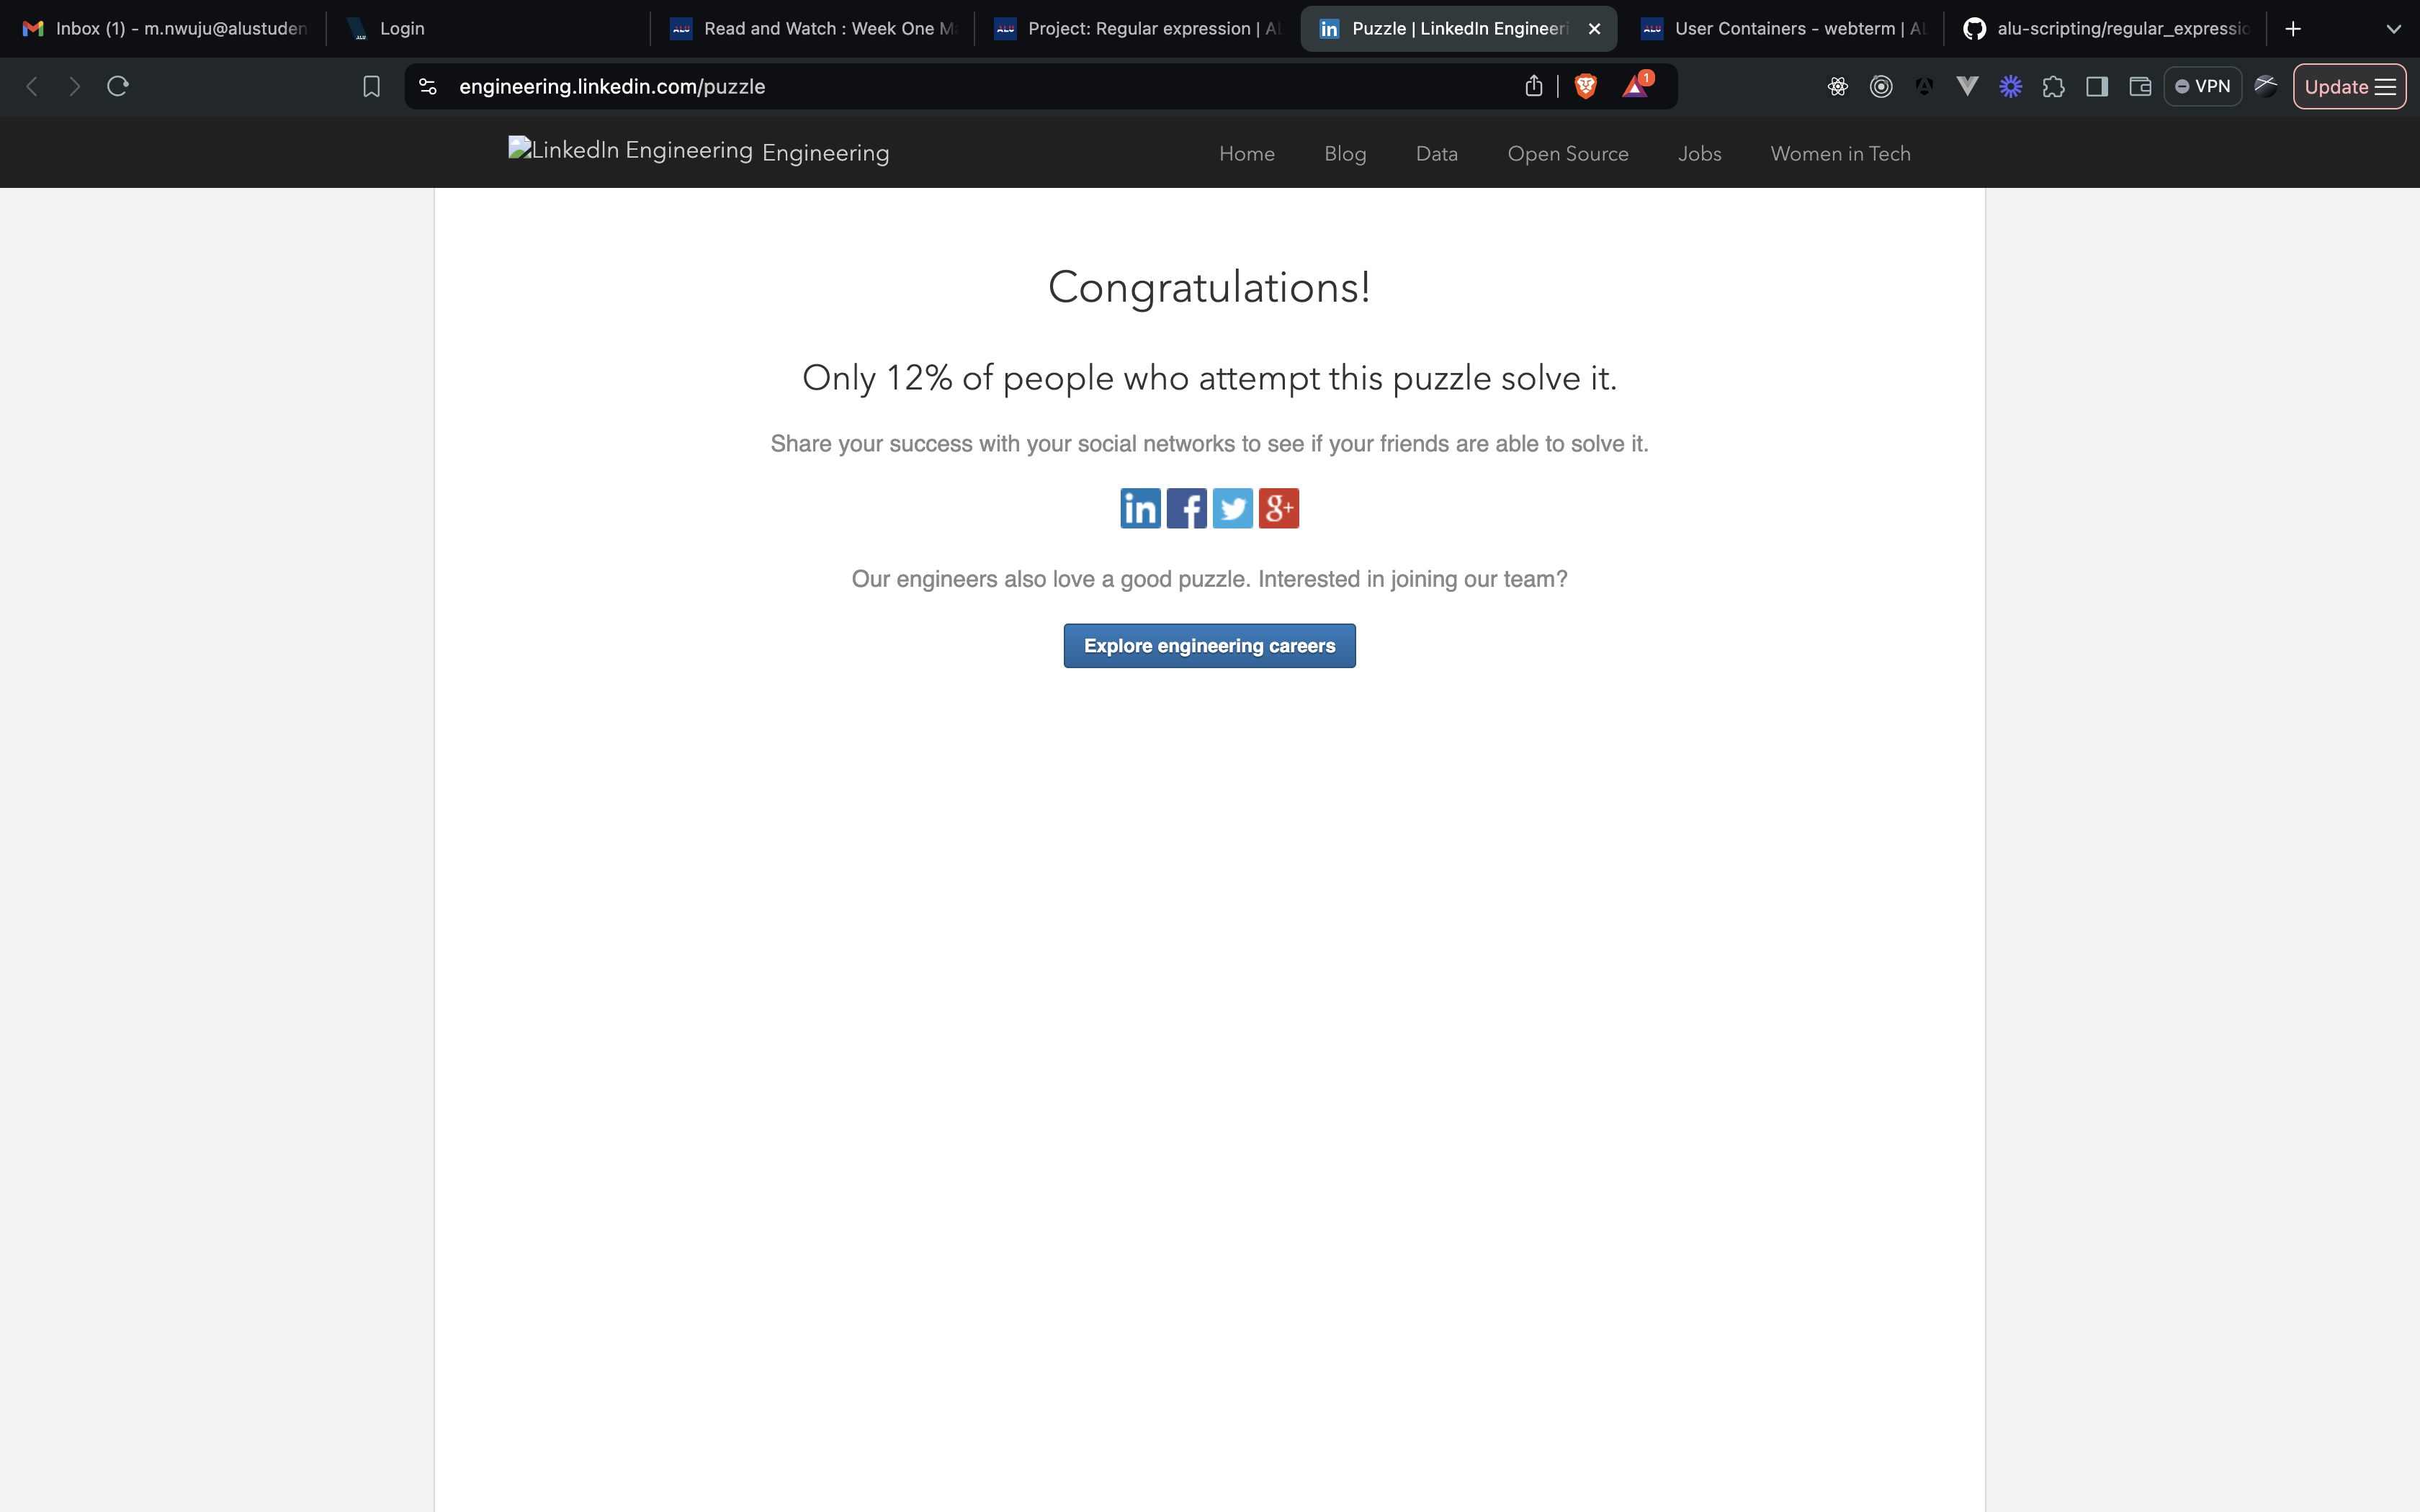 Inbox (1) - m.nwuju@alustuden
Login
Read and Watch : Week One M
Project: Regular expression | AL
Puzzle | LinkedIn Engineeri
User Containers - webterm | AL
alu-scripting/regular_expressio
engineering.linkedin.com/puzzle
1
VPN
Update
LinkedIn Engineering Engineering
Home
Blog
Data
Open Source
Jobs
Women in Tech
Congratulations!
Only 12% of people who attempt this puzzle solve it.
Share your success with your social networks to see if your friends are able to solve it.
in f g+
Our engineers also love a good puzzle. Interested in joining our team?
Explore engineering careers